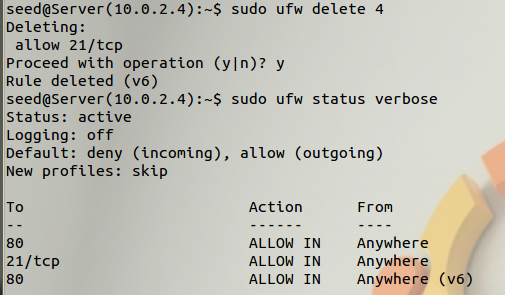 seed@Server(10.0.2.4):~$ sudo ufw delete 4
Deleting:
 allow 21/tcp
Proceed with operation (y|n)? y
Rule deleted (v6)
seed@Server(10.0.2.4):~$ sudo ufw status verbose
Status: active
Logging: off
Default: deny (incoming), allow (outgoing)
New profiles: skip
To                         Action      From
--                         ------      ----
80                         ALLOW IN    Anywhere
21/tcp                     ALLOW IN    Anywhere
80                         ALLOW IN    Anywhere (v6)